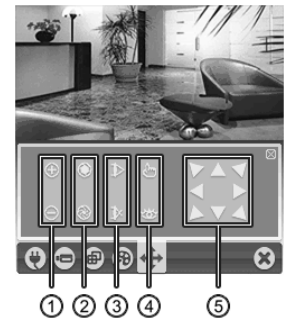 ① ② ③ ④ ⑤